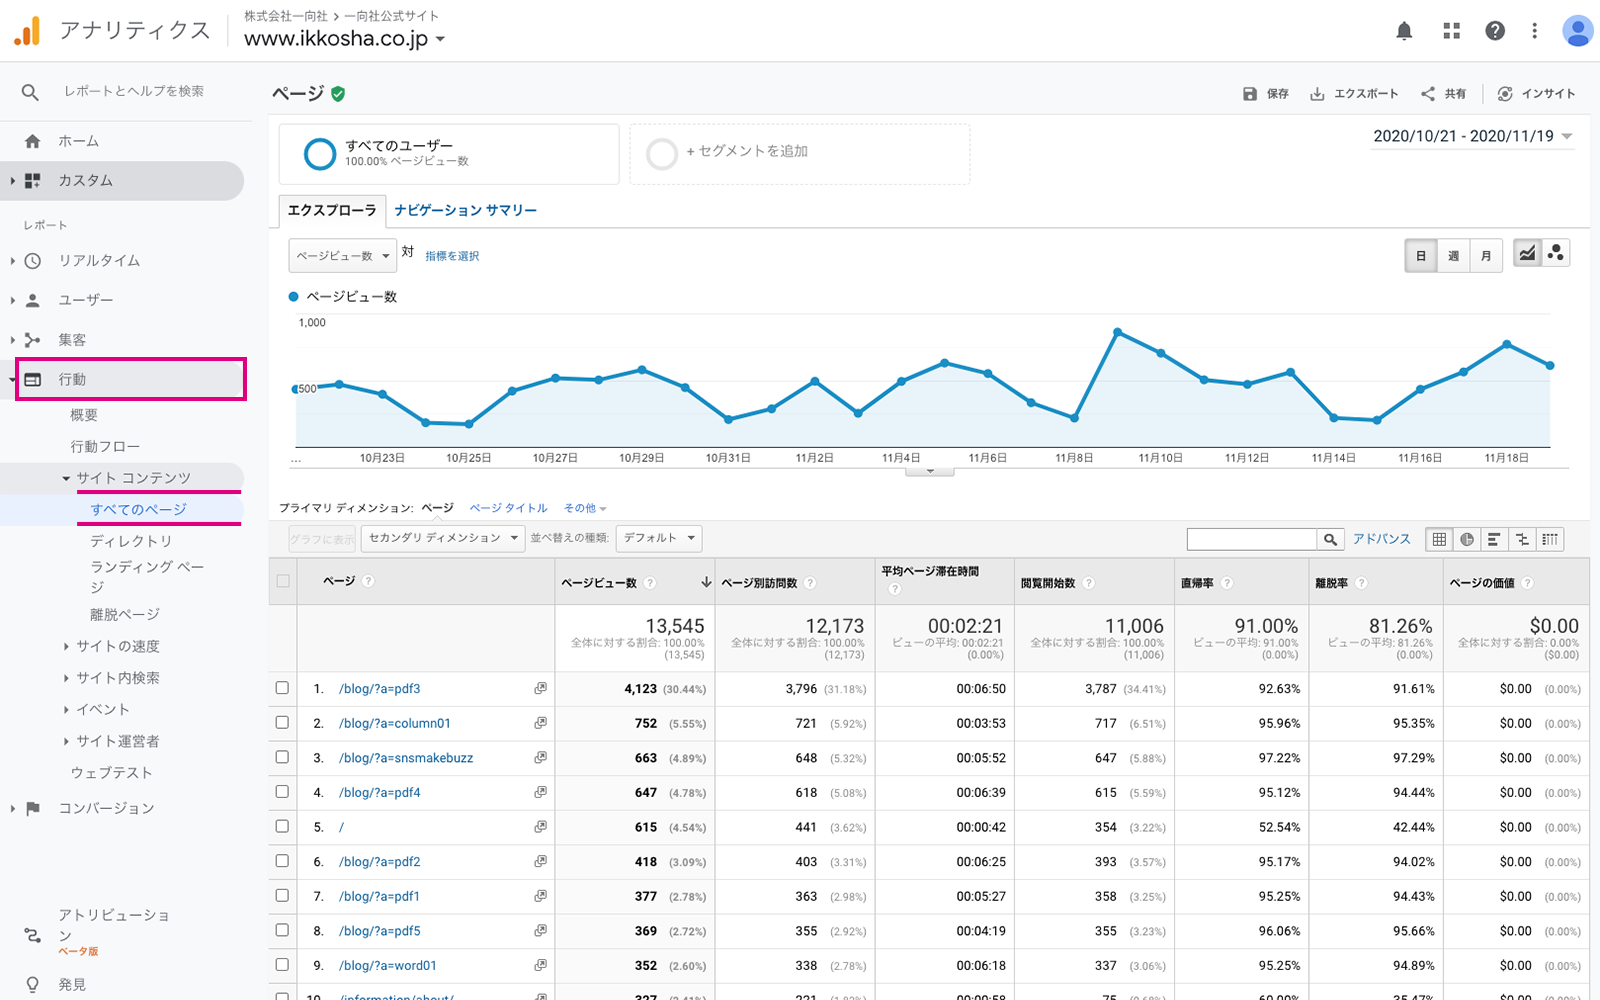 アナリティクス
株式会社一向社 > 一向社公式サイト
www.ikkosha.co.jp
レポートとヘルプを検索
ホーム
カスタム
レポート
リアルタイム
ユーザー
集客
行動
概要
行動フロー
サイト コンテンツ
すべてのページ
ディレクトリ
ランディング ペー
ジ
離脱ページ
サイトの速度
サイト内検索
イベント
サイト運営者
ウェブテスト
コンバージョン
アトリビューショ
ン
ベータ版
発見
ページ
保存 エクスポート 共有 インサイト
すべてのユーザー
100.00% ページビュー数
+ セグメントを追加
2020/10/21 - 2020/11/19
エクスプローラ ナビゲーション サマリー
ページビュー数 対 指標を選択
日 週 月
ページビュー数
1,000
500
... 10月23日 10月25日 10月27日 10月29日 10月31日 11月2日 11月4日 11月6日 11月8日 11月10日 11月12日 11月14日 11月16日 11月18日
プライマリ ディメンション: ページ ページ タイトル その他
グラフに表示 セカンダリ ディメンション 並べ替えの種類: デフォルト アドバンス
ページ ? ページビュー数 ? ページ別訪問数 ? 平均ページ滞在時間 ? 閲覧開始数 ? 直帰率 ? 離脱率 ? ページの価値 ?
13,545 12,173 00:02:21 11,006 91.00% 81.26% $0.00
全体に対する割合: 100.00% 全体に対する割合: 100.00% ビューの平均: 00:02:21 全体に対する割合: 100.00% ビューの平均: 91.00% ビューの平均: 81.26% 全体に対する割合: 0.00%
(13,545) (12,173) (0.00%) (11,006) (0.00%) (0.00%) ($0.00)
1. /blog/?a=pdf3 4,123 (30.44%) 3,796 (31.18%) 00:06:50 3,787 (34.41%) 92.63% 91.61% $0.00 (0.00%)
2. /blog/?a=column01 752 (5.55%) 721 (5.92%) 00:03:53 717 (6.51%) 95.96% 95.35% $0.00 (0.00%)
3. /blog/?a=snsmakebuzz 663 (4.89%) 648 (5.32%) 00:05:52 647 (5.88%) 97.22% 97.29% $0.00 (0.00%)
4. /blog/?a=pdf4 647 (4.78%) 618 (5.08%) 00:06:39 615 (5.59%) 95.12% 94.44% $0.00 (0.00%)
5. / 615 (4.54%) 441 (3.62%) 00:00:42 354 (3.22%) 52.54% 42.44% $0.00 (0.00%)
6. /blog/?a=pdf2 418 (3.09%) 403 (3.31%) 00:06:25 393 (3.57%) 95.17% 94.02% $0.00 (0.00%)
7. /blog/?a=pdf1 377 (2.78%) 363 (2.98%) 00:05:27 358 (3.25%) 95.25% 94.43% $0.00 (0.00%)
8. /blog/?a=pdf5 369 (2.72%) 355 (2.92%) 00:04:19 355 (3.23%) 96.06% 95.66% $0.00 (0.00%)
9. /blog/?a=word01 352 (2.60%) 338 (2.78%) 00:06:18 337 (3.06%) 95.25% 94.89% $0.00 (0.00%)
10. /information/about/ 327 (2.41%) 221 00:00:58 75 60.00% 35.47% $0.00 (0.00%)